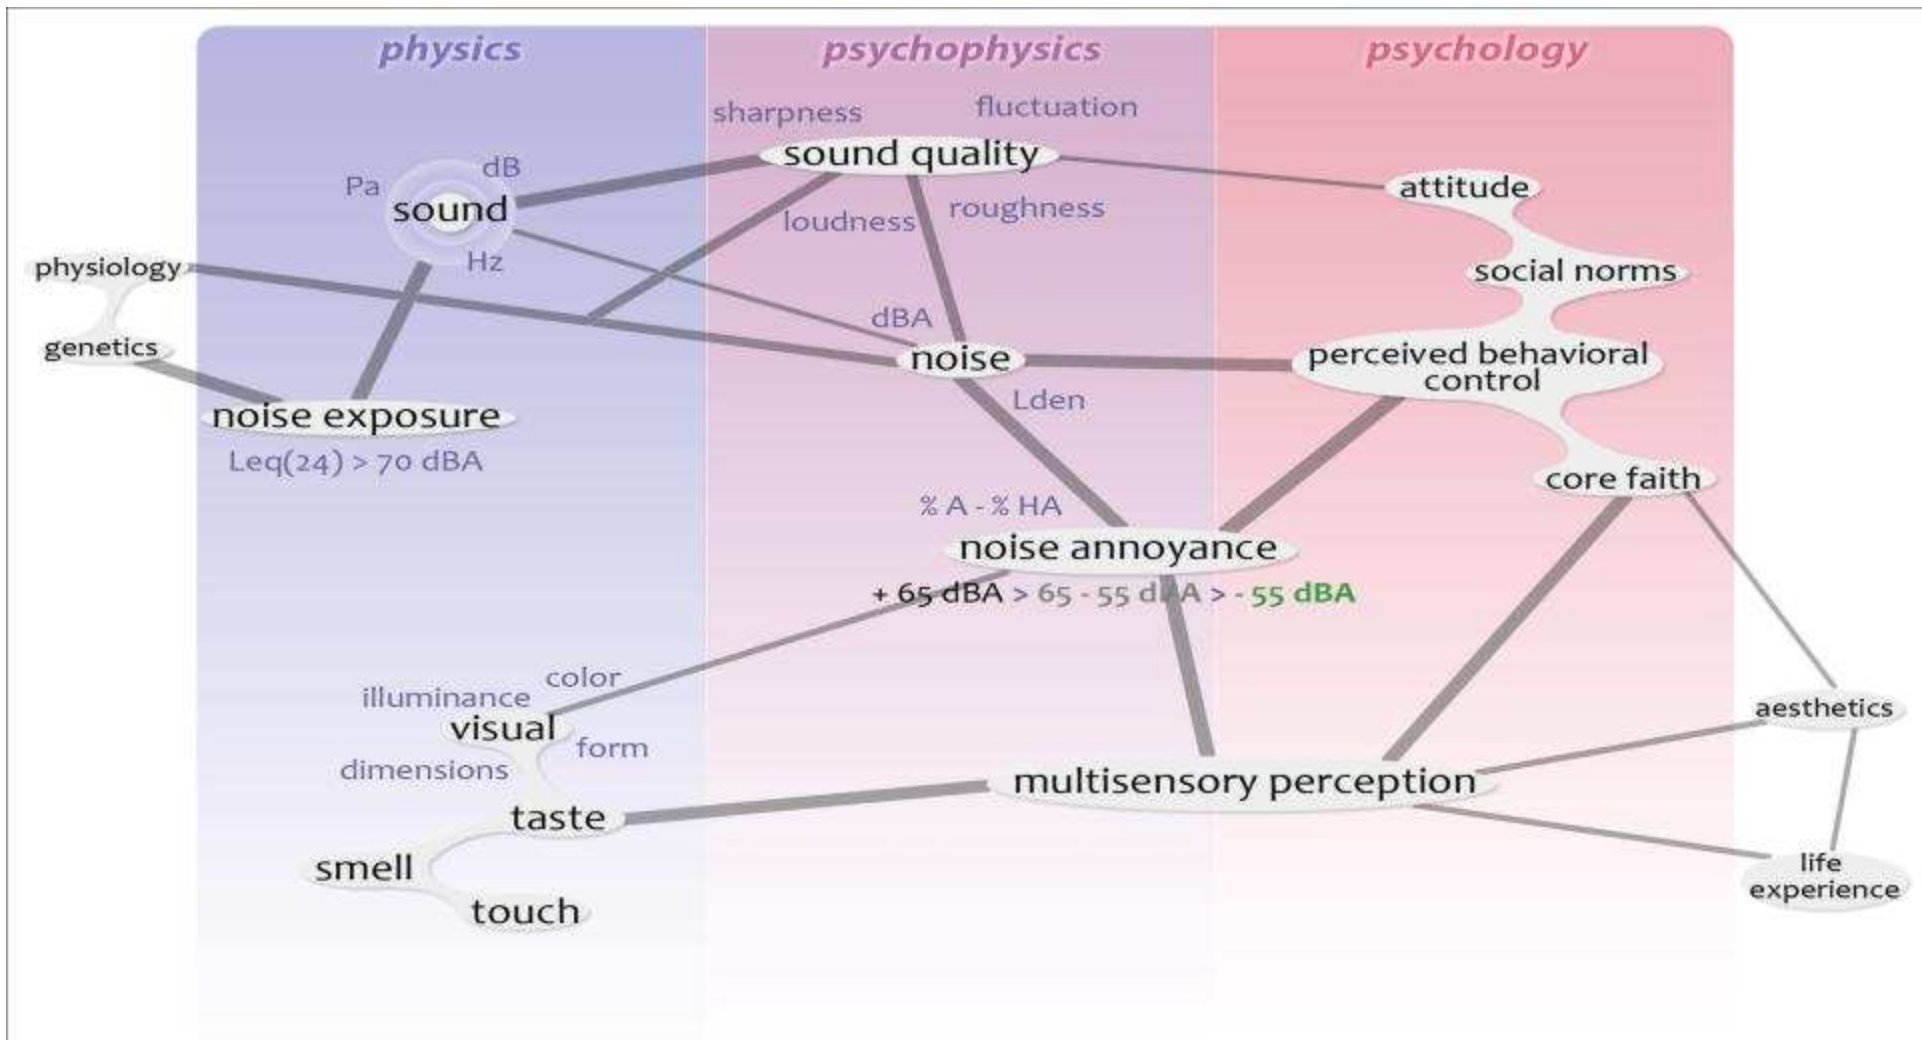 physics
psychophysics
psychology
sharpness
fluctuation
sound quality
dB
Pa
sound
Hz
attitude
loudness
roughness
physiology
social norms
dBA
genetics
noise
perceived behavioral
control
Lden
noise exposure
Leq(24) > 70 dBA
core faith
% A - % HA
noise annoyance
+ 65 dBA > 65 - 55 dBA > - 55 dBA
color
illuminance
visual
form
dimensions
aesthetics
multisensory perception
taste
smell
touch
life
experience